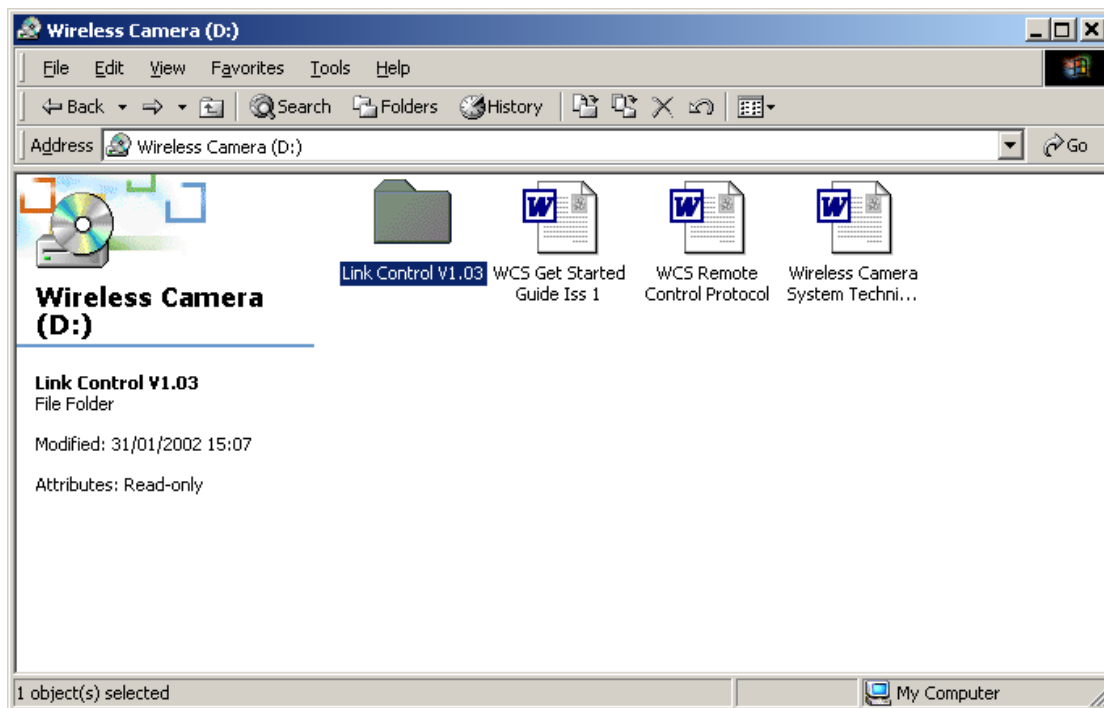 Wireless Camera (D:)
File Edit View Favorites Tools Help
Back Search Folders History
Address Wireless Camera (D:) Go
Wireless Camera
(D:)
Link Control V1.03
File Folder
Modified: 31/01/2002 15:07
Attributes: Read-only
Link Control V1.03
WCS Get Started
Guide Iss 1
WCS Remote
Control Protocol
Wireless Camera
System Techni...
1 object(s) selected
My Computer